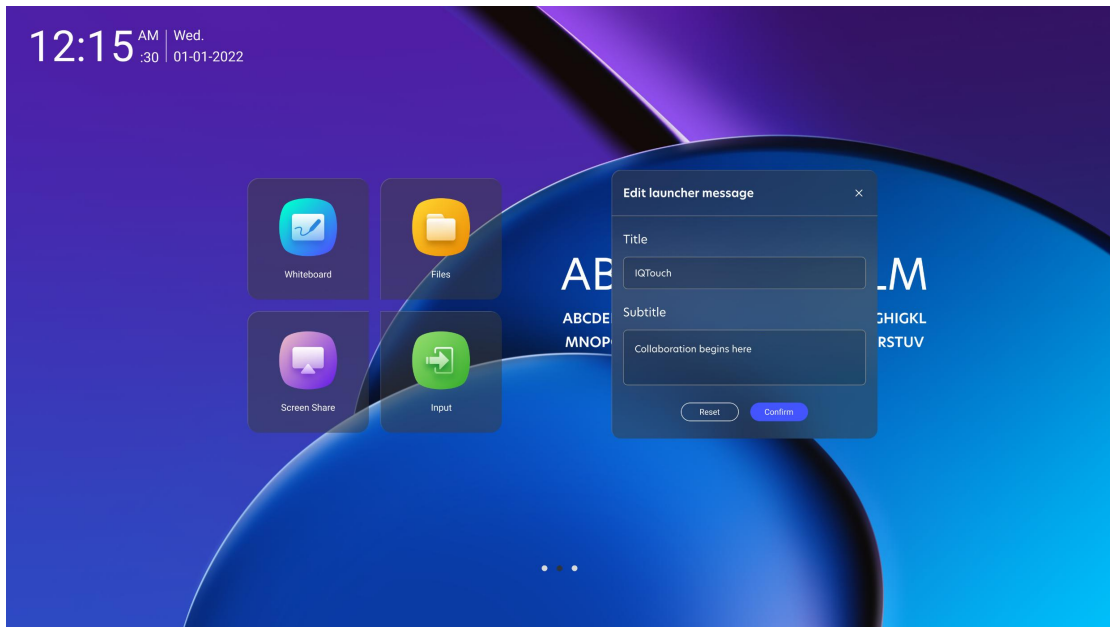 12:15 AM :30 Wed. 01-01-2022
Whiteboard
Files
Screen Share
Input
Edit launcher message
Title
IQTouch
Subtitle
Collaboration begins here
Reset
Confirm